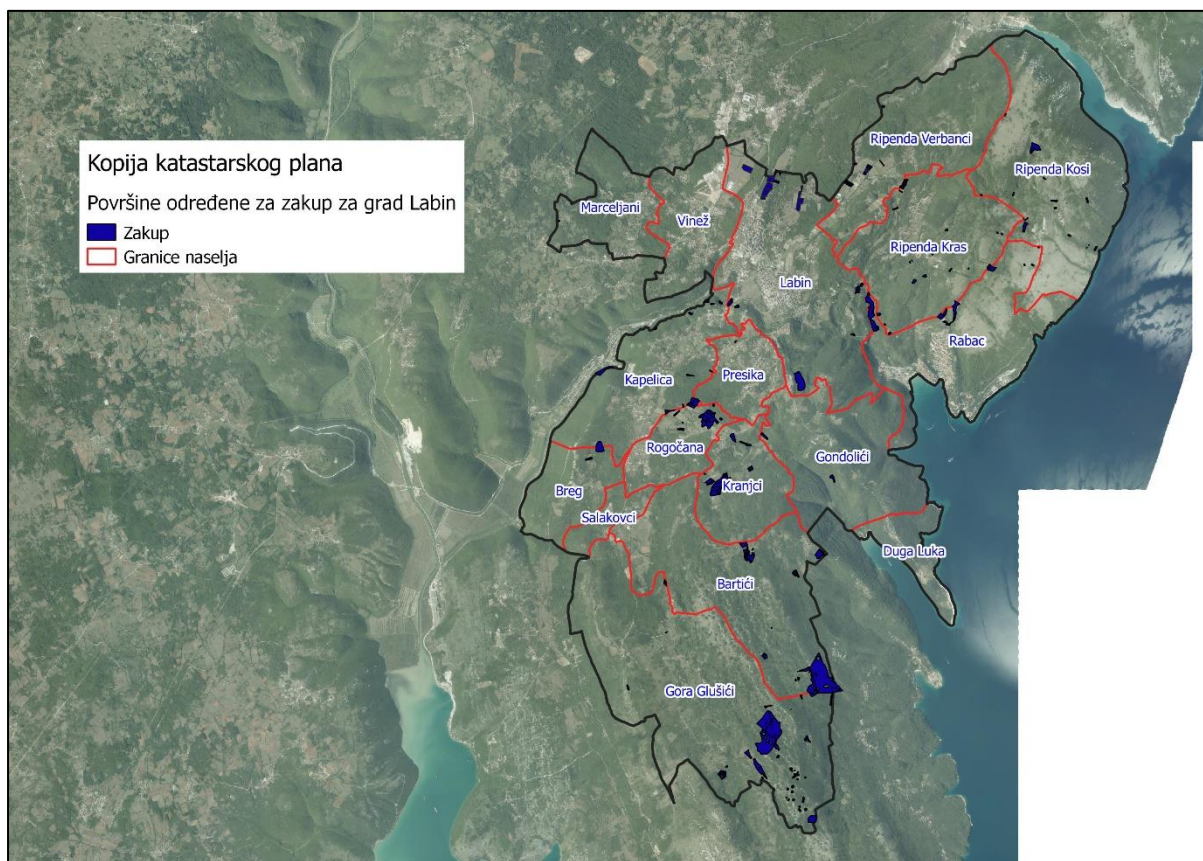 Kopija katastarskog plana
Površine određene za zakup za grad Labin
Zakup
Granice naselja
Ripenda Verbanci
Ripenda Kosi
Marceljani
Vinež
Ripenda Kras
Labin
Rabac
Kapelica
Presika
Rogočana
Gondolići
Kranjci
Breg
Salakovci
Duga Luka
Bartići
Gora Glušići